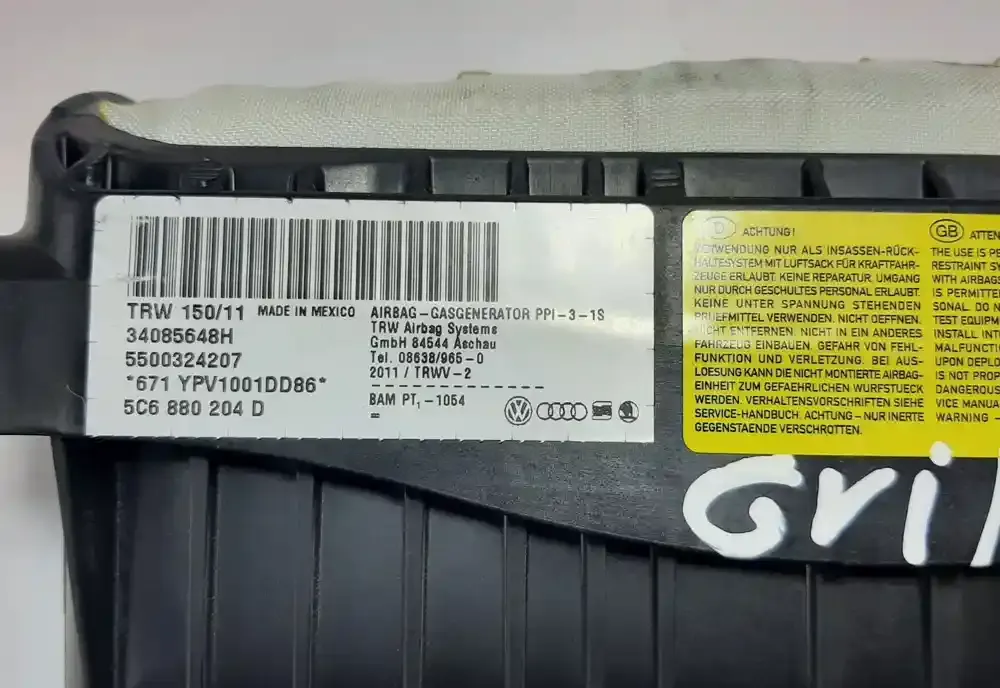 TRW 150/11 MADE IN MEXICO
34085648H
5500324207
*671 YPV1001DD86*
5C6 880 204 D
AIRBAG-GASGENERATOR PPI-3-1S
TRW Airbag Systems
GmbH 84544 Aschau
Tel. 08638/965-0
2011 / TRWV-2
BAM PT₁-1054
=
D ACHTUNG!
VERWENDUNG NUR ALS INSASSEN-RÜCK-
HALTESYSTEM MIT LUFTSACK FÜR KRAFTFAHR-
ZEUGE ERLAUBT. KEINE REPARATUR. UMGANG
NUR DURCH GESCHULTES PERSONAL ERLAUBT.
KEINE UNTER SPANNUNG STEHENDEN
PRUEFMITTEL VERWENDEN. NICHT OEFFNEN.
NICHT ENTFERNEN. NICHT IN EIN ANDERES
FAHRZEUG EINBAUEN. GEFAHR VON FEHL-
FUNKTION UND VERLETZUNG. BEI AUS-
LOESUNG KANN DIE NICHT MONTIERTE AIRBAG-
EINHEIT ZUM GEFAEHRLICHEN WURFSTUECK
WERDEN. VERHALTENSVORSCHRIFTEN SIEHE
SERVICE-HANDBUCH. ACHTUNG - NUR INERTE
GEGENSTAENDE VERSCHROTTEN.
GB ATTEN
THE USE IS PE
RESTRAINT SY
WITH AIRBAGS
IS PERMITTE
SONAL. DO N
TEST EQUIPM
INSTALL INT
MALFUNCTI
UPON DEPLO
IS NOT PROP
DANGEROUS
VICE MANUA
WARNING -
Gri